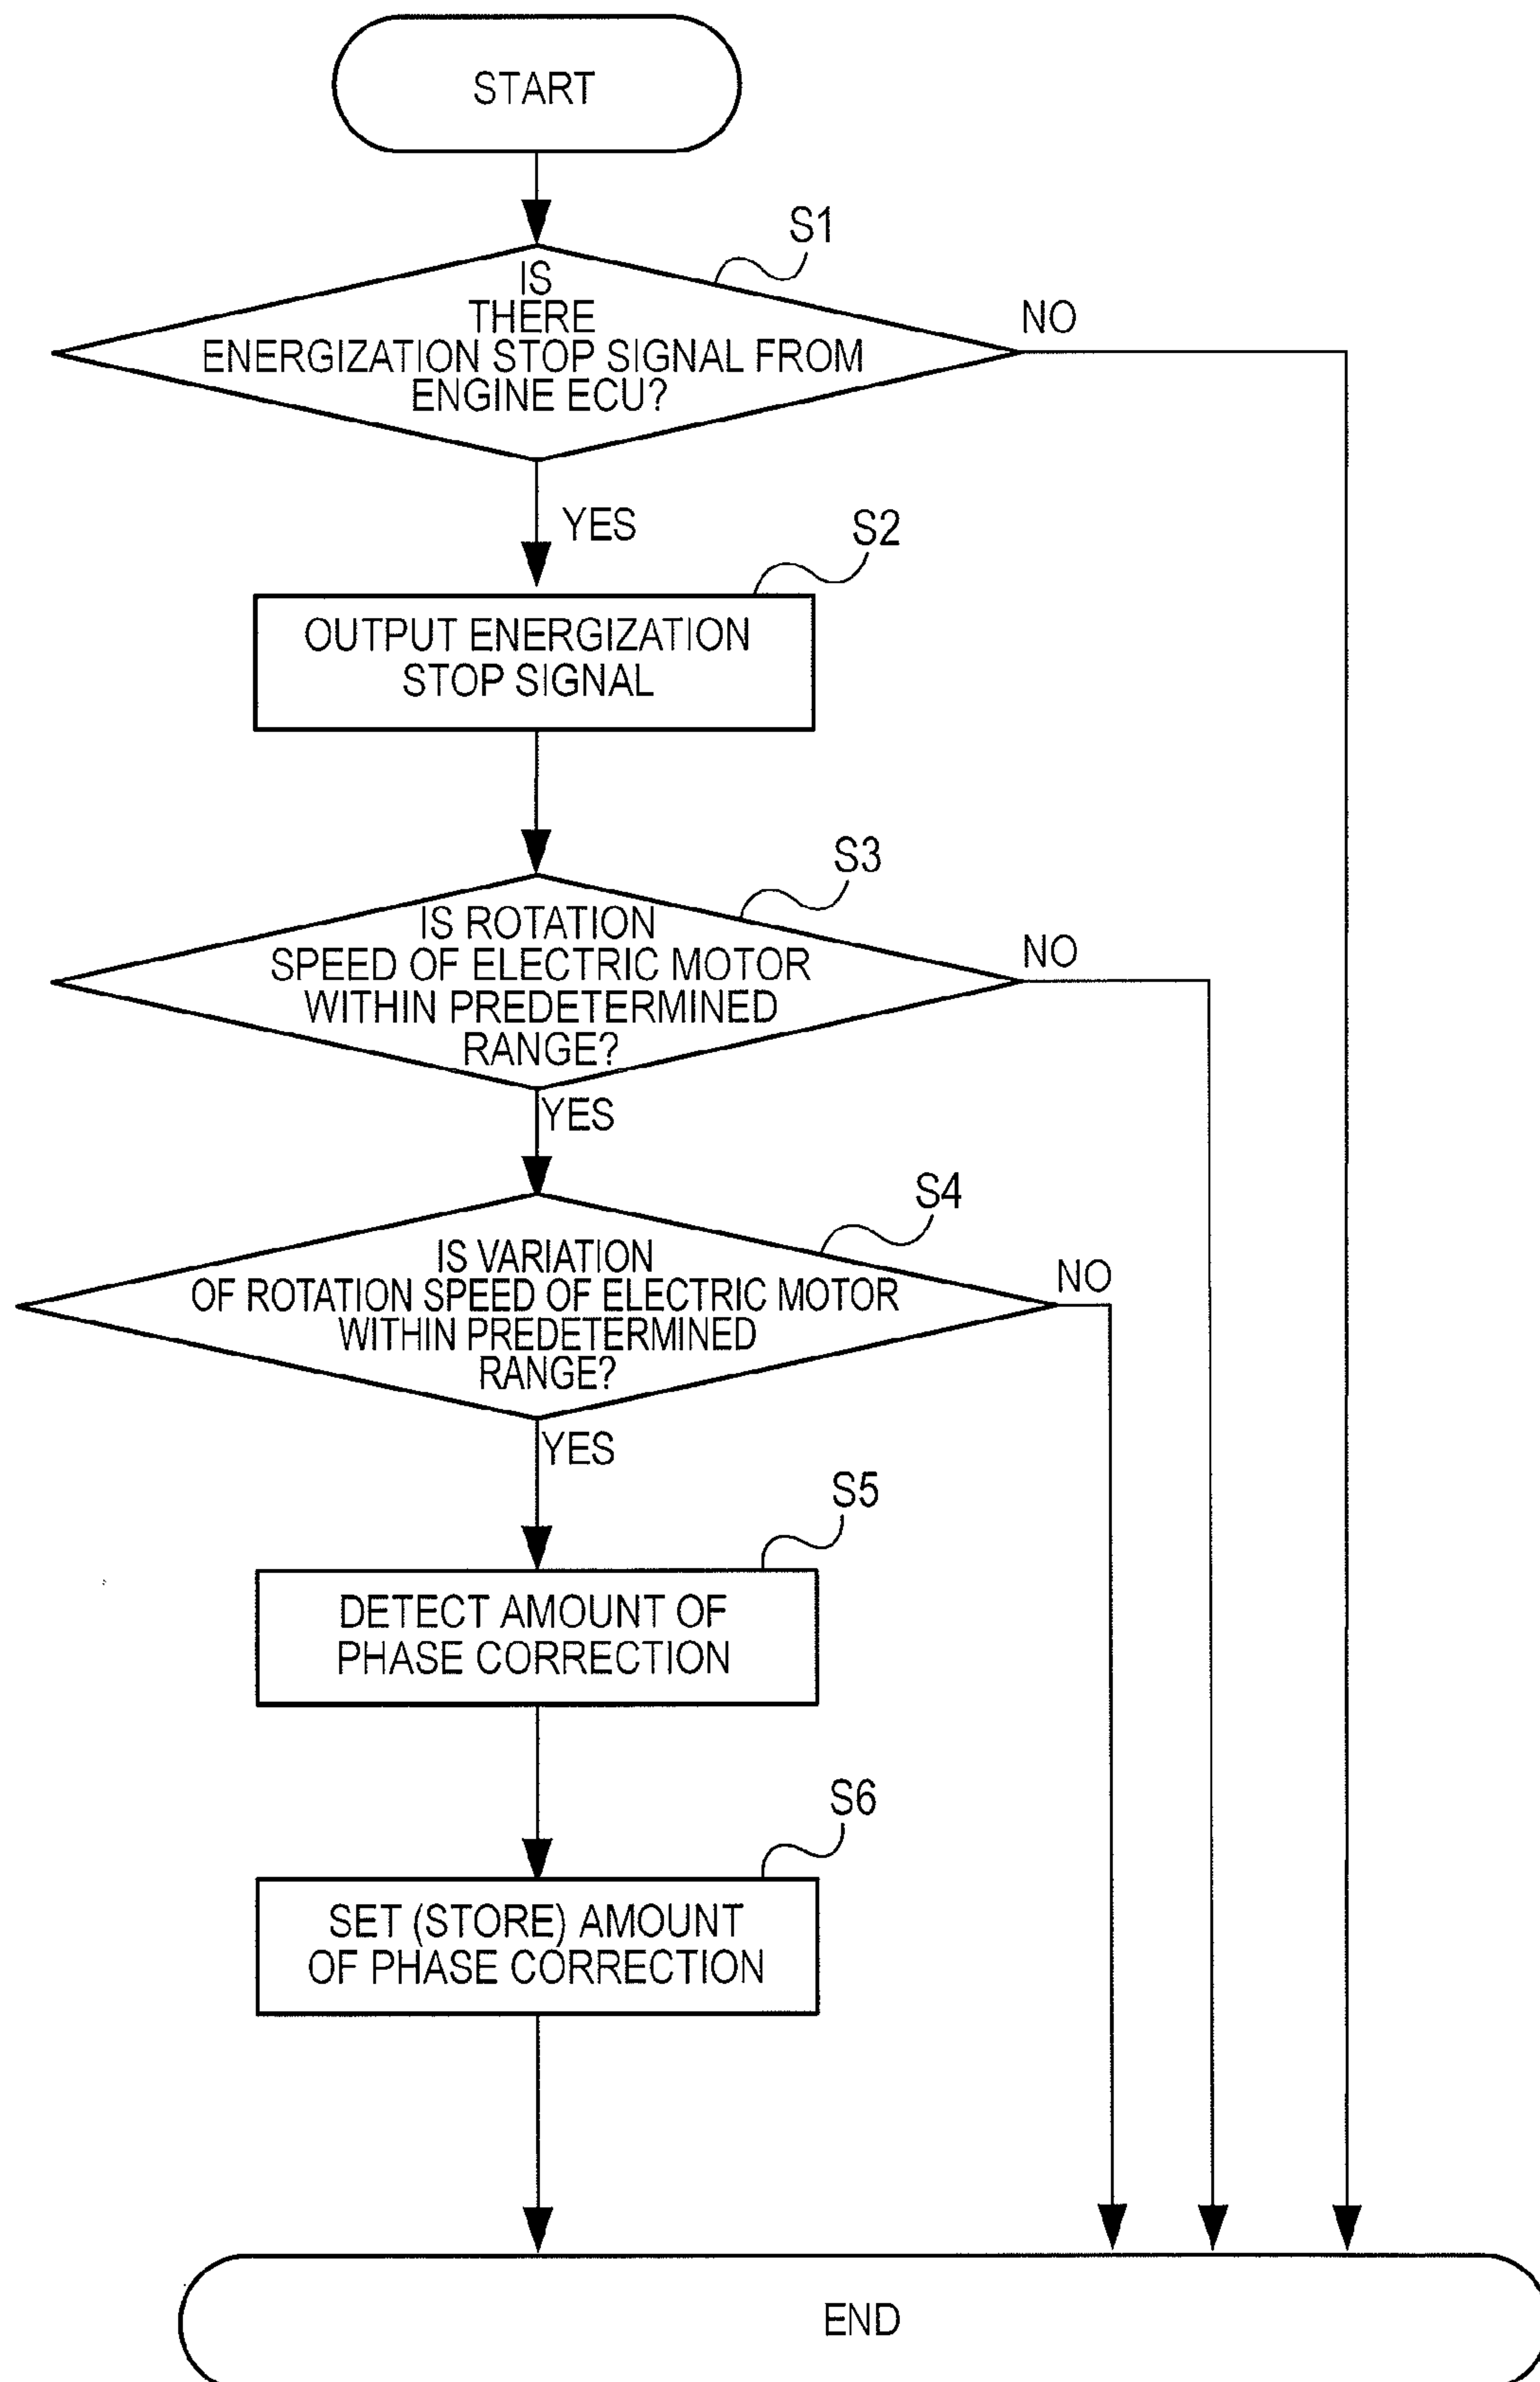 START
S1
IS
THERE
ENERGIZATION STOP SIGNAL FROM
ENGINE ECU?
NO
YES
S2
OUTPUT ENERGIZATION
STOP SIGNAL
S3
IS ROTATION
SPEED OF ELECTRIC MOTOR
WITHIN PREDETERMINED
RANGE?
NO
YES
S4
IS VARIATION
OF ROTATION SPEED OF ELECTRIC MOTOR
WITHIN PREDETERMINED
RANGE?
NO
YES
S5
DETECT AMOUNT OF
PHASE CORRECTION
S6
SET (STORE) AMOUNT
OF PHASE CORRECTION
END